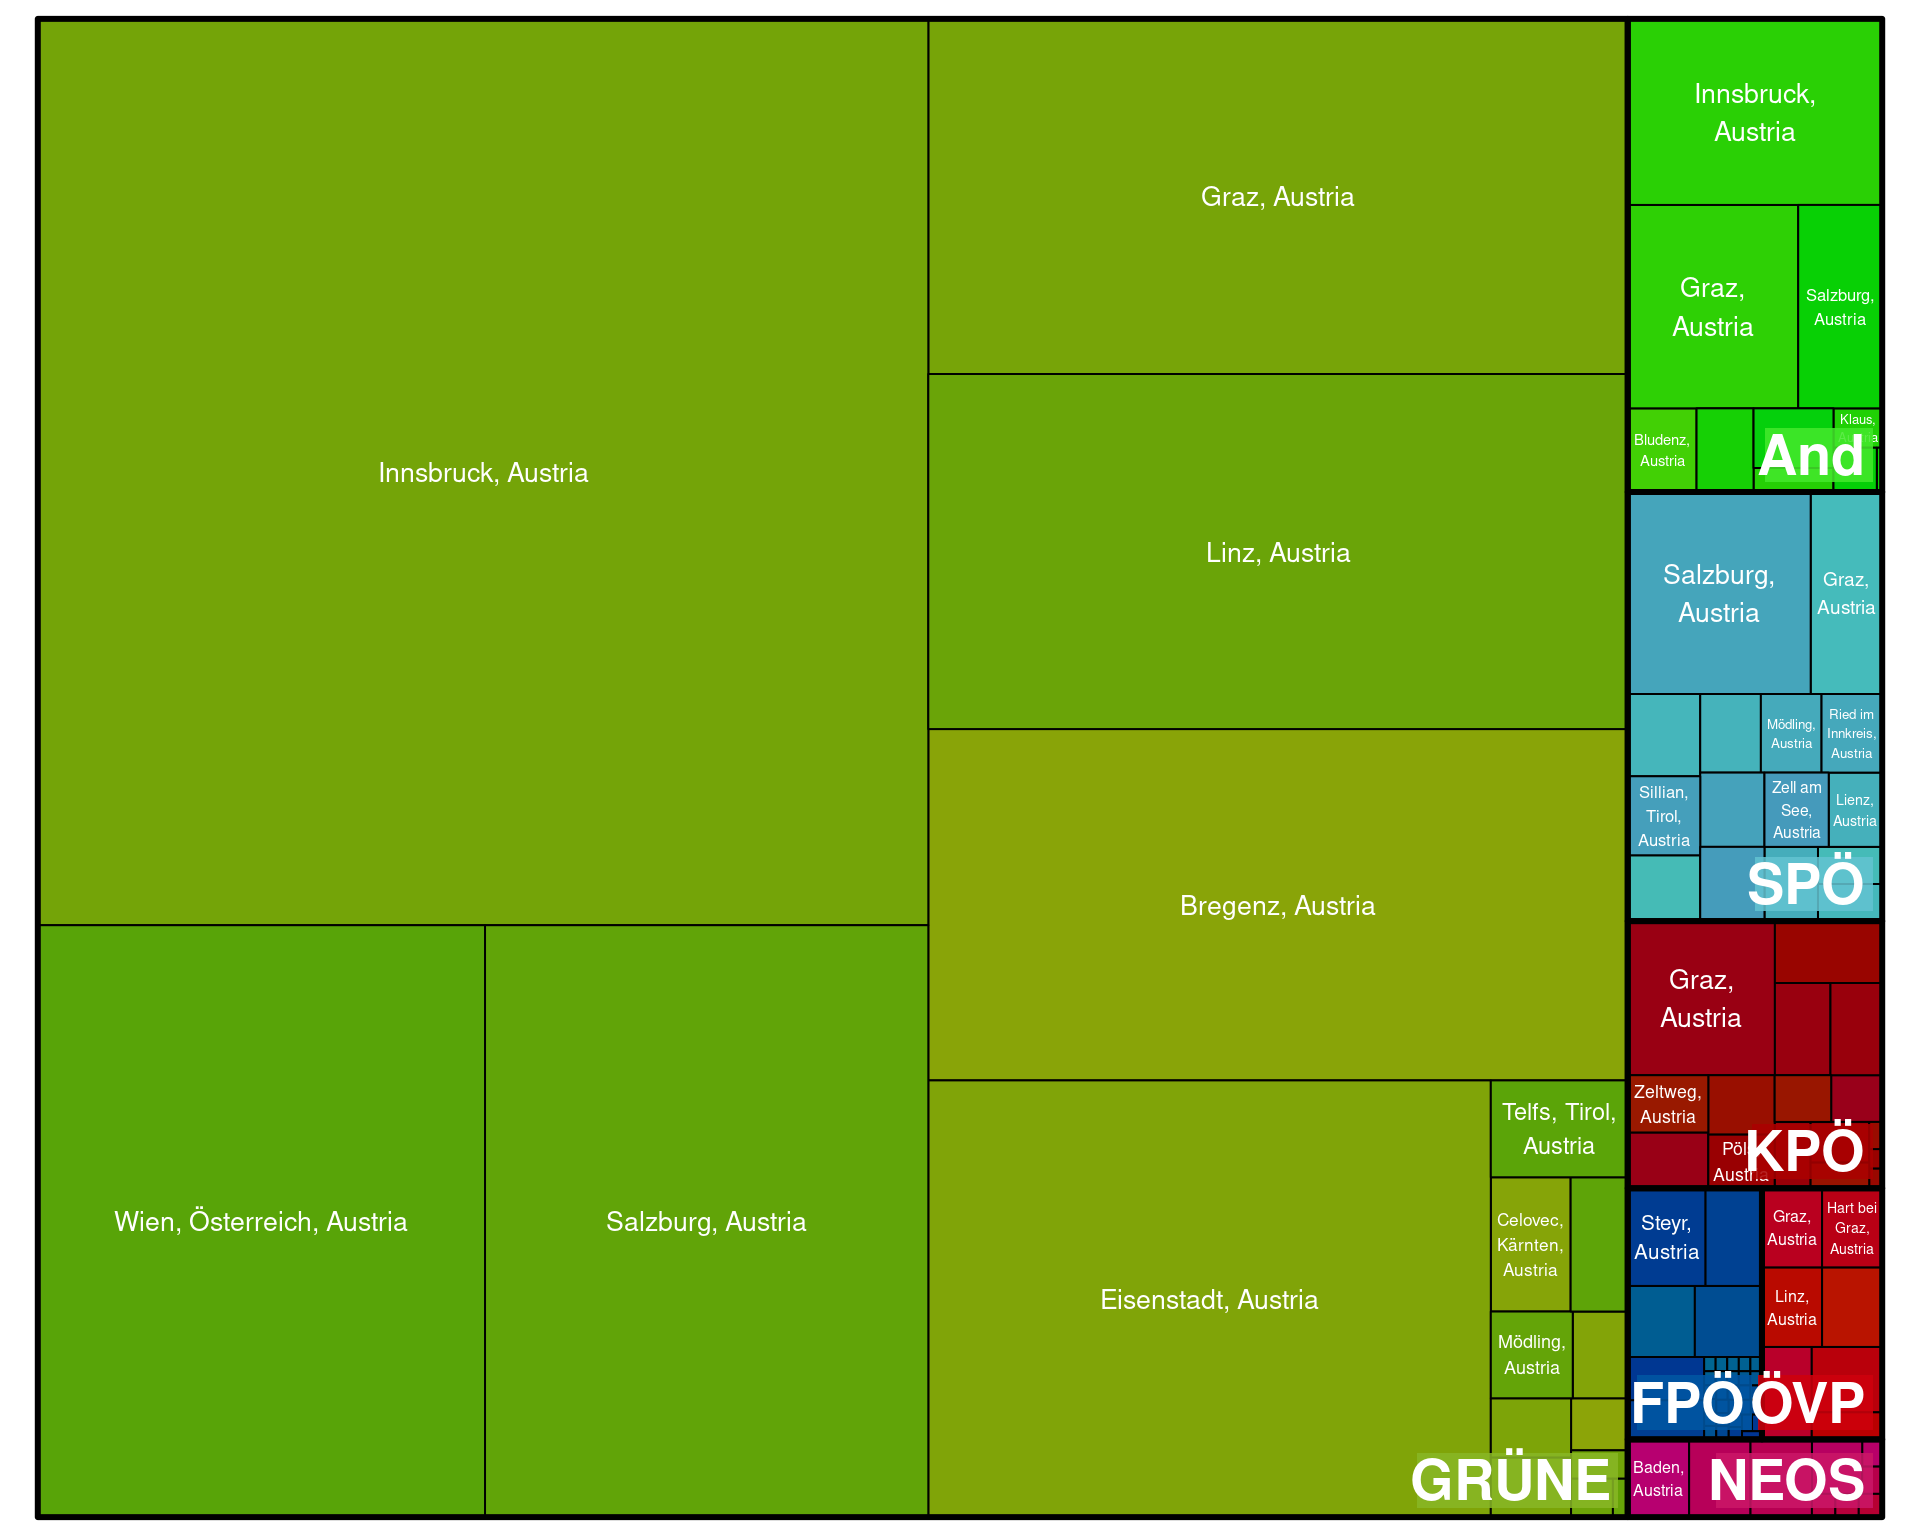 Innsbruck, Austria
Graz, Austria
Linz, Austria
Bregenz, Austria
Wien, Österreich, Austria
Salzburg, Austria
Eisenstadt, Austria
Telfs, Tirol,
Austria
Celovec,
Kärnten,
Austria
Mödling,
Austria
GRÜNE
Innsbruck,
Austria
Graz,
Austria
Salzburg,
Austria
Bludenz,
Austria
Klaus,
And
Salzburg,
Austria
Graz,
Austria
Mödling,
Austria
Ried im
Innkreis,
Austria
Sillian,
Tirol,
Austria
Zell am
See,
Austria
Lienz,
Austria
SPÖ
Graz,
Austria
Zeltweg,
Austria
Austria
KPÖ
Steyr,
Austria
FPÖ
Graz,
Austria
Hart bei
Graz,
Austria
Linz,
Austria
ÖVP
Baden,
Austria
NEOS